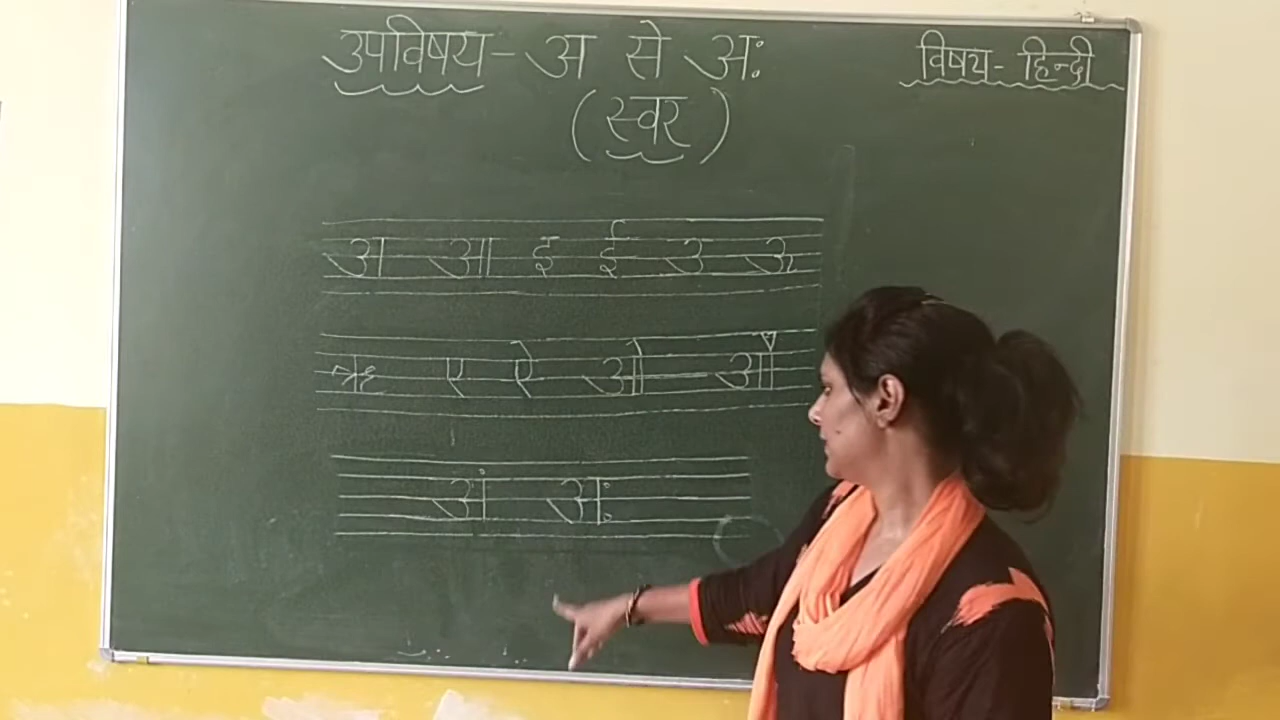 उपविषय - अ से अः
विषय - हिन्दी
( स्वर )
अ आ इ ई उ ऊ
ऋ ए ऐ ओ औ
अं अः